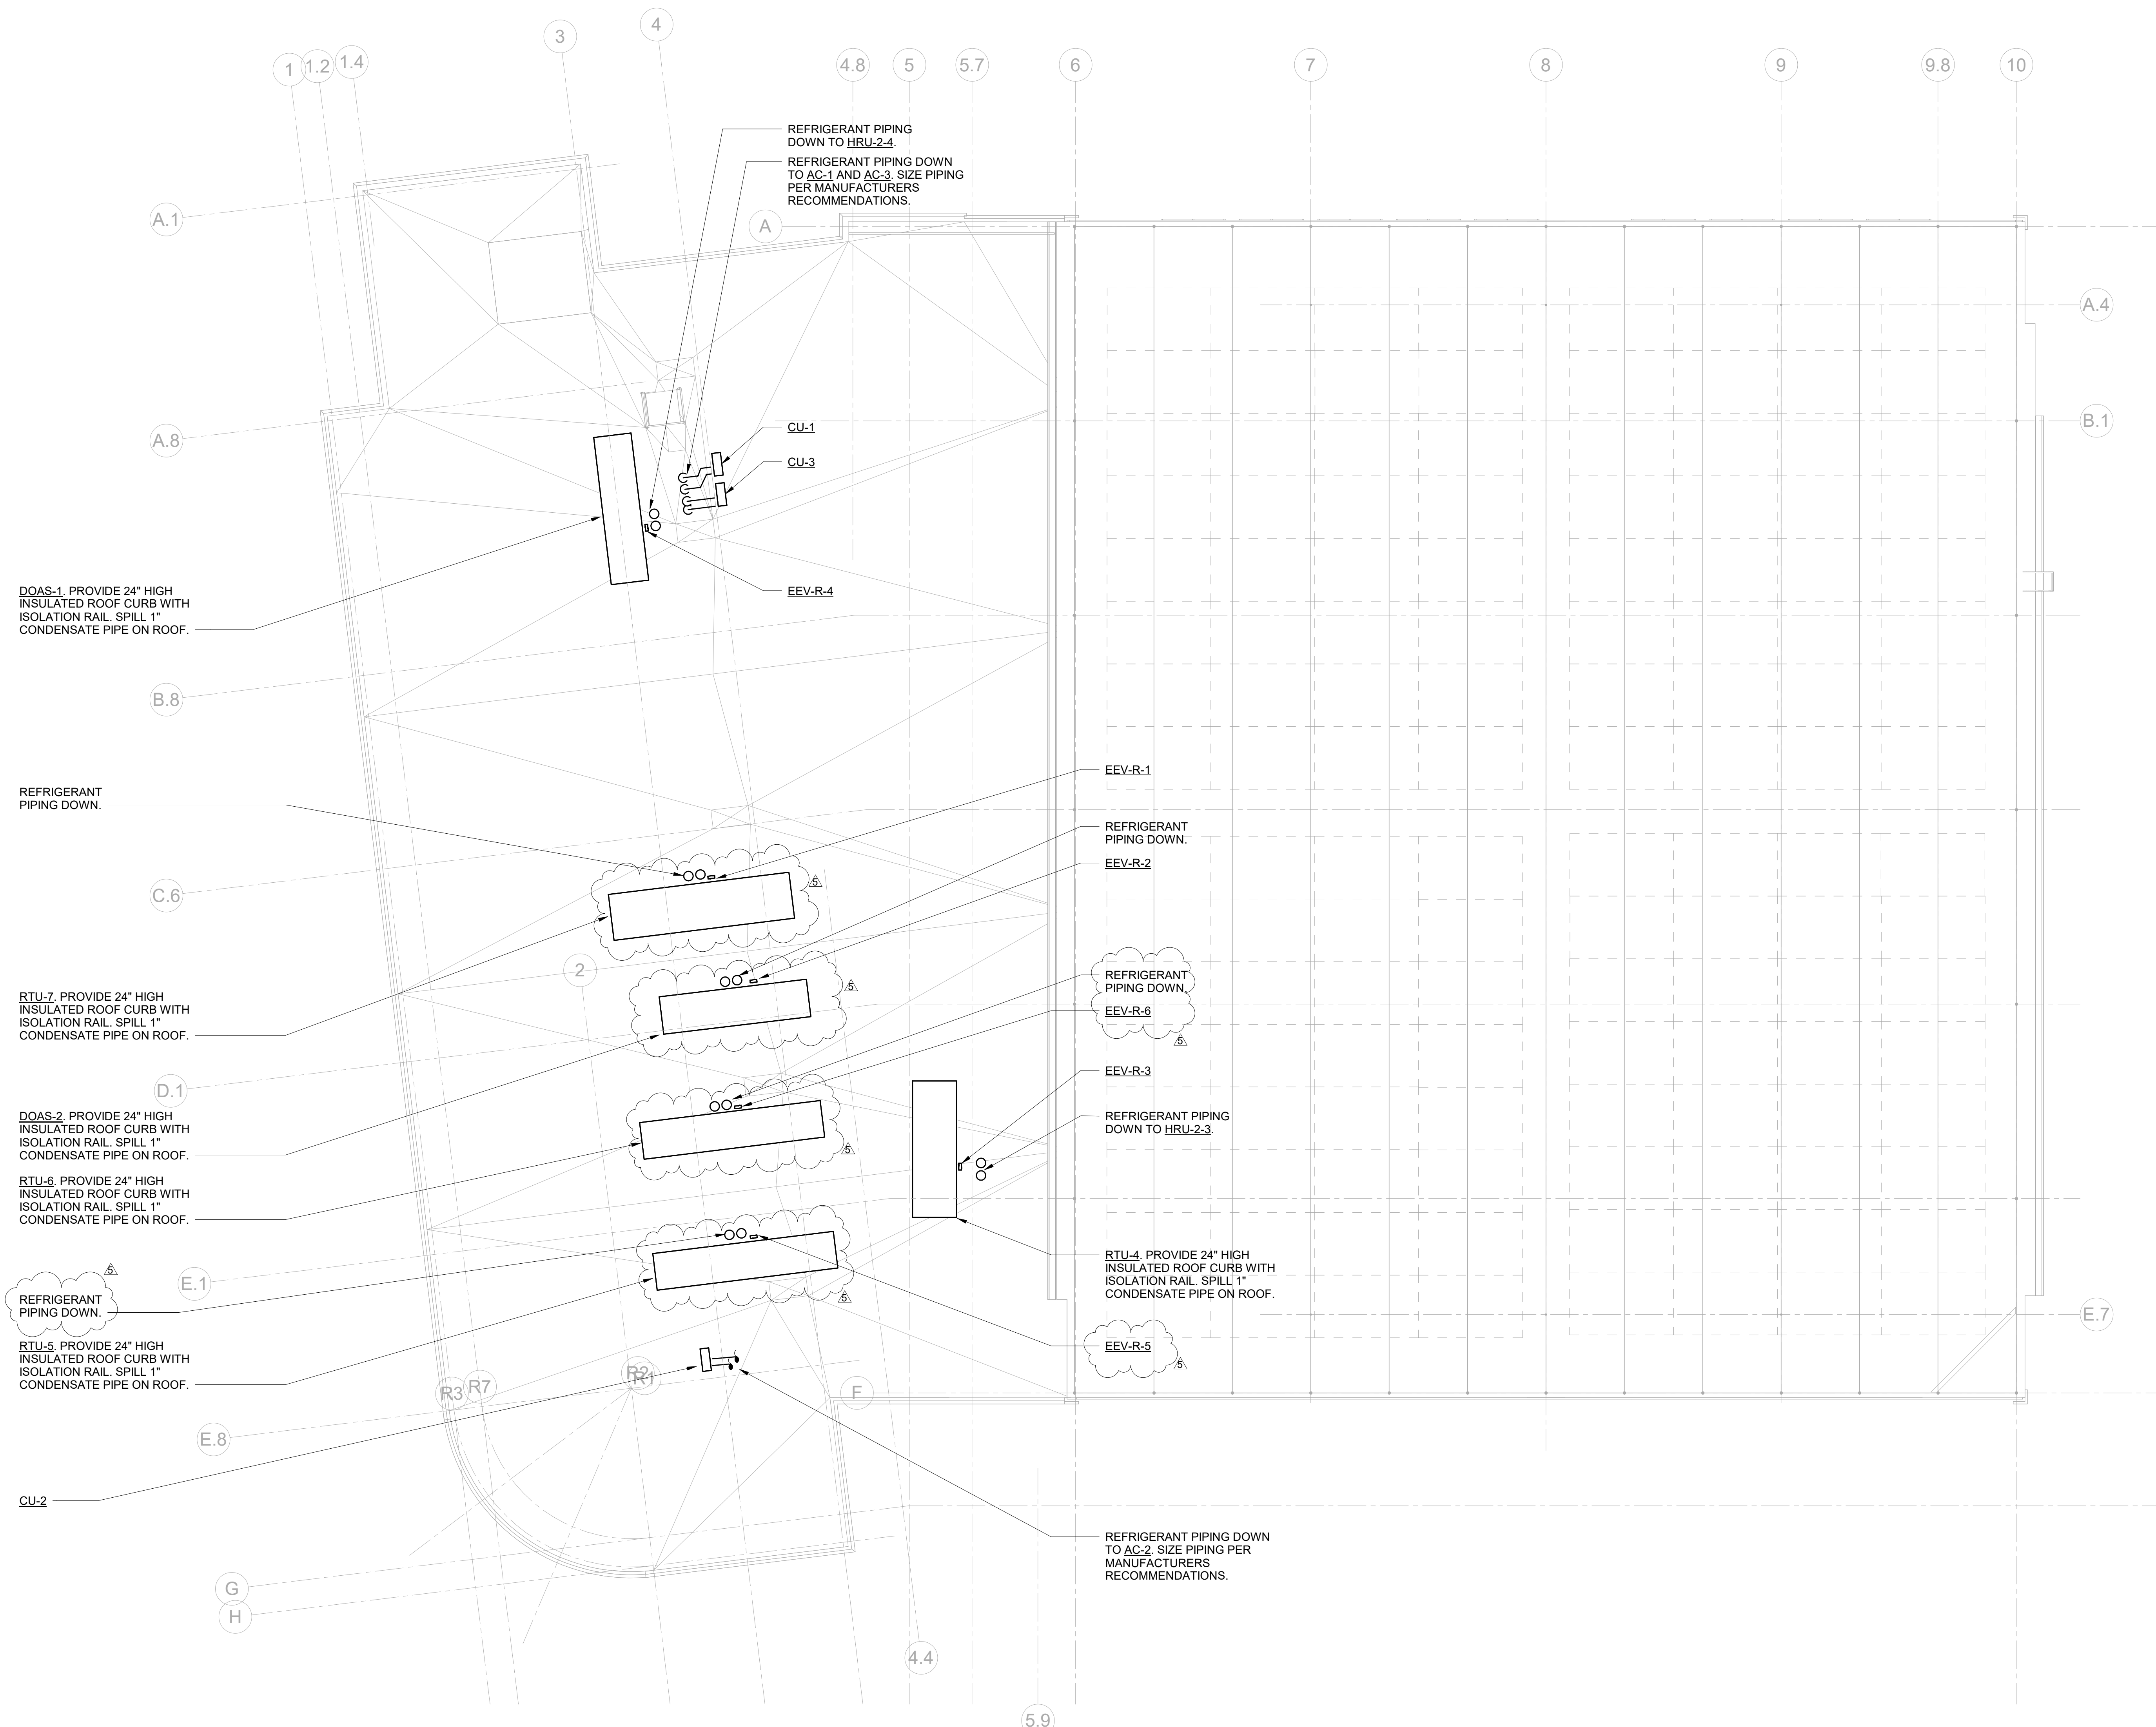 4
3
1
1.2
1.4
4.8
5
5.7
6
7
8
9
9.8
10
REFRIGERANT PIPING
DOWN TO HRU-2-4.
REFRIGERANT PIPING DOWN
TO AC-1 AND AC-3. SIZE PIPING
PER MANUFACTURERS
RECOMMENDATIONS.
A.1
A
A.4
A.8
B.1
CU-1
CU-3
DOAS-1. PROVIDE 24" HIGH
INSULATED ROOF CURB WITH
ISOLATION RAIL. SPILL 1"
CONDENSATE PIPE ON ROOF.
EEV-R-4
B.8
EEV-R-1
REFRIGERANT
PIPING DOWN.
REFRIGERANT
PIPING DOWN.
EEV-R-2
C.6
5
2
5
REFRIGERANT
PIPING DOWN.
EEV-R-6
5
RTU-7. PROVIDE 24" HIGH
INSULATED ROOF CURB WITH
ISOLATION RAIL. SPILL 1"
CONDENSATE PIPE ON ROOF.
D.1
EEV-R-3
DOAS-2. PROVIDE 24" HIGH
INSULATED ROOF CURB WITH
ISOLATION RAIL. SPILL 1"
CONDENSATE PIPE ON ROOF.
REFRIGERANT PIPING
DOWN TO HRU-2-3.
5
RTU-6. PROVIDE 24" HIGH
INSULATED ROOF CURB WITH
ISOLATION RAIL. SPILL 1"
CONDENSATE PIPE ON ROOF.
RTU-4. PROVIDE 24" HIGH
INSULATED ROOF CURB WITH
ISOLATION RAIL. SPILL 1"
CONDENSATE PIPE ON ROOF.
5
E.1
REFRIGERANT
PIPING DOWN.
5
E.7
RTU-5. PROVIDE 24" HIGH
INSULATED ROOF CURB WITH
ISOLATION RAIL. SPILL 1"
CONDENSATE PIPE ON ROOF.
EEV-R-5
5
R3
R7
R2
R1
F
E.8
CU-2
REFRIGERANT PIPING DOWN
TO AC-2. SIZE PIPING PER
MANUFACTURERS
RECOMMENDATIONS.
G
H
4.4
5.9